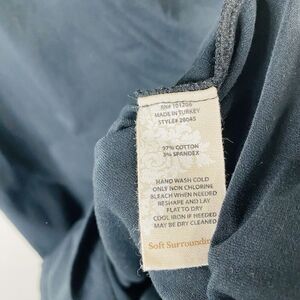 RN# 101206
MADE IN TURKEY
STYLE# 28045
97% COTTON
3% SPANDEX
HAND WASH COLD
ONLY NON CHLORINE
BLEACH WHEN NEEDED
RESHAPE AND LAY
FLAT TO DRY
COOL IRON IF NEEDED
MAY BE DRY CLEANED
Soft Surroundin